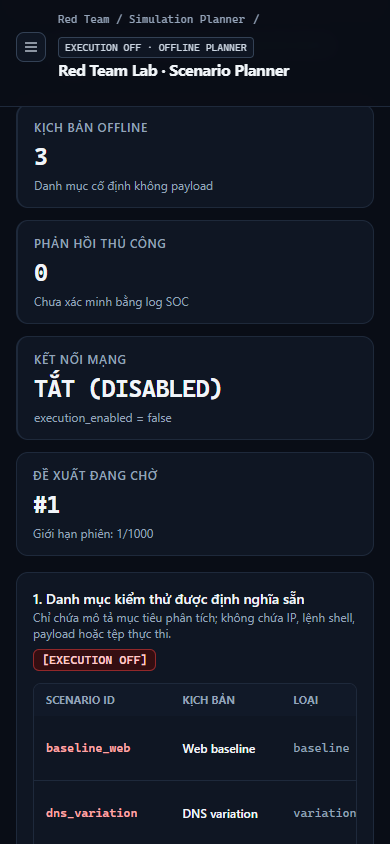 Red Team / Simulation Planner /
EXECUTION OFF · OFFLINE PLANNER
Red Team Lab · Scenario Planner
KỊCH BẢN OFFLINE
3
Danh mục cố định không payload
PHẢN HỒI THỦ CÔNG
0
Chưa xác minh bằng log SOC
KẾT NỐI MẠNG
TẮT (DISABLED)
execution_enabled = false
ĐỀ XUẤT ĐANG CHỜ
#1
Giới hạn phiên: 1/1000
1. Danh mục kiểm thử được định nghĩa sẵn
Chỉ chứa mô tả mục tiêu phân tích; không chứa IP, lệnh shell,
payload hoặc tệp thực thi.
[EXECUTION OFF]
SCENARIO ID KỊCH BẢN LOẠI
baseline_web Web baseline baseline
dns_variation DNS variation variation